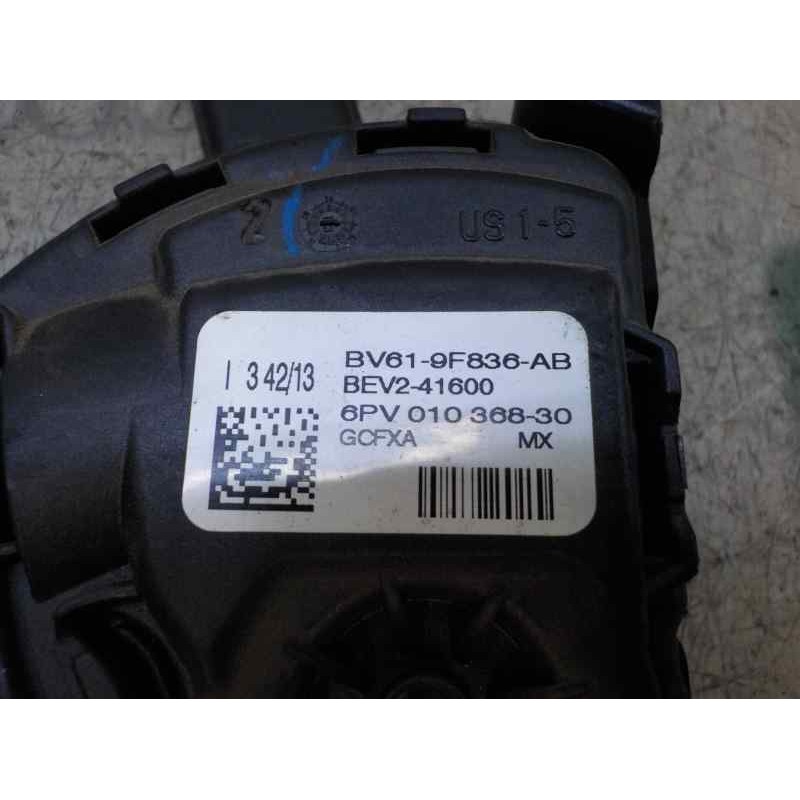 2
US 1-5
I 3 42/13
BV61-9F836-AB
BEV2-41600
6PV 010 368-30
GCFXA MX